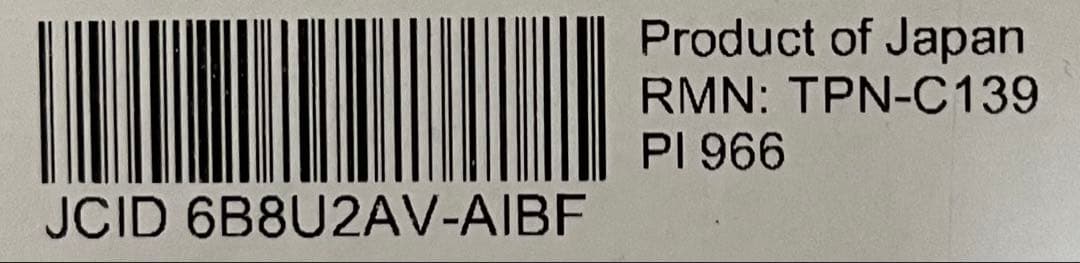 Product of Japan
RMN: TPN-C139
PI 966
JCID 6B8U2AV-AIBF